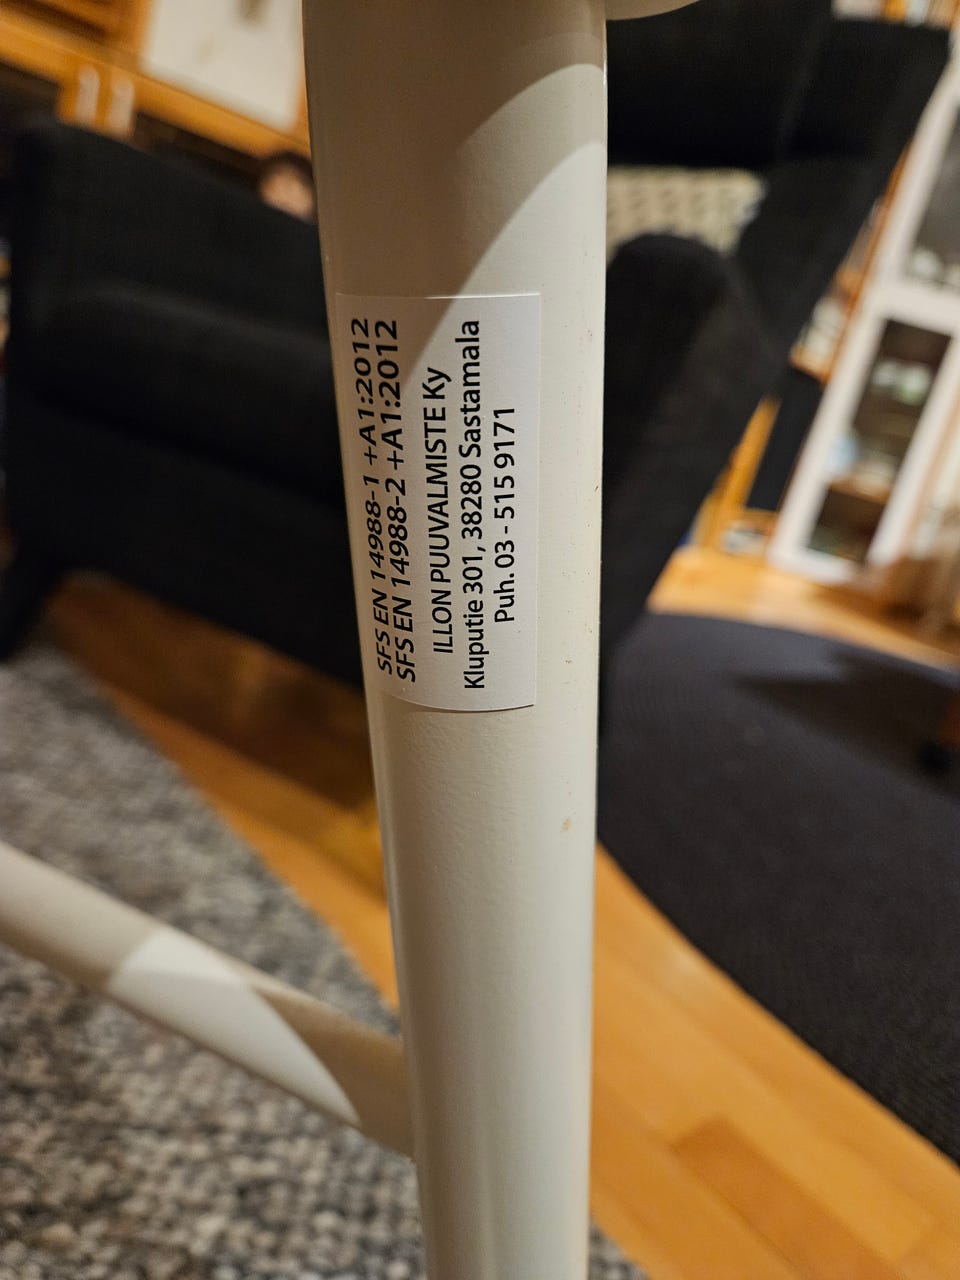 SFS EN 14988-1 +A1:2012
SFS EN 14988-2 +A1:2012
ILLON PUUVALMISTE Ky
Kluputie 301, 38280 Sastamala
Puh. 03 - 515 9171